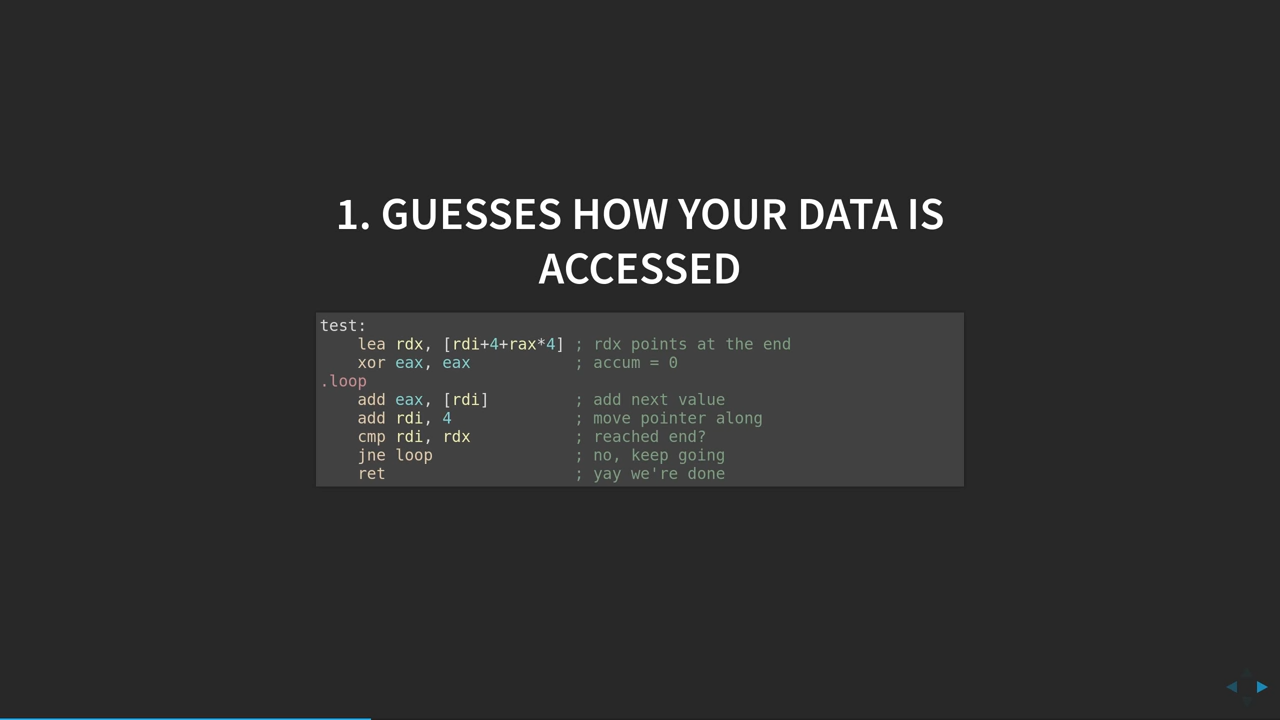 1. GUESSES HOW YOUR DATA IS
ACCESSED
test:
    lea rdx, [rdi+4+rax*4] ; rdx points at the end
    xor eax, eax           ; accum = 0
.loop
    add eax, [rdi]         ; add next value
    add rdi, 4             ; move pointer along
    cmp rdi, rdx           ; reached end?
    jne loop               ; no, keep going
    ret                    ; yay we're done